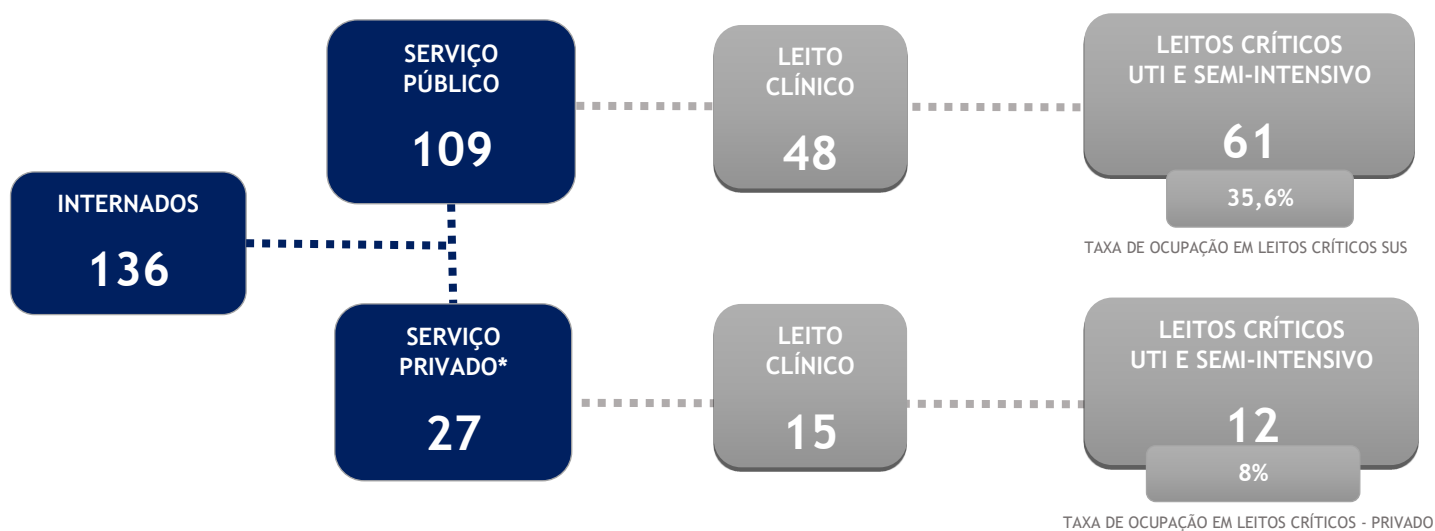 INTERNADOS
136
SERVIÇO
PÚBLICO
109
LEITO
CLÍNICO
48
LEITOS CRÍTICOS
UTI E SEMI-INTENSIVO
61
35,6%
TAXA DE OCUPAÇÃO EM LEITOS CRÍTICOS SUS
SERVIÇO
PRIVADO*
27
LEITO
CLÍNICO
15
LEITOS CRÍTICOS
UTI E SEMI-INTENSIVO
12
8%
TAXA DE OCUPAÇÃO EM LEITOS CRÍTICOS - PRIVADO